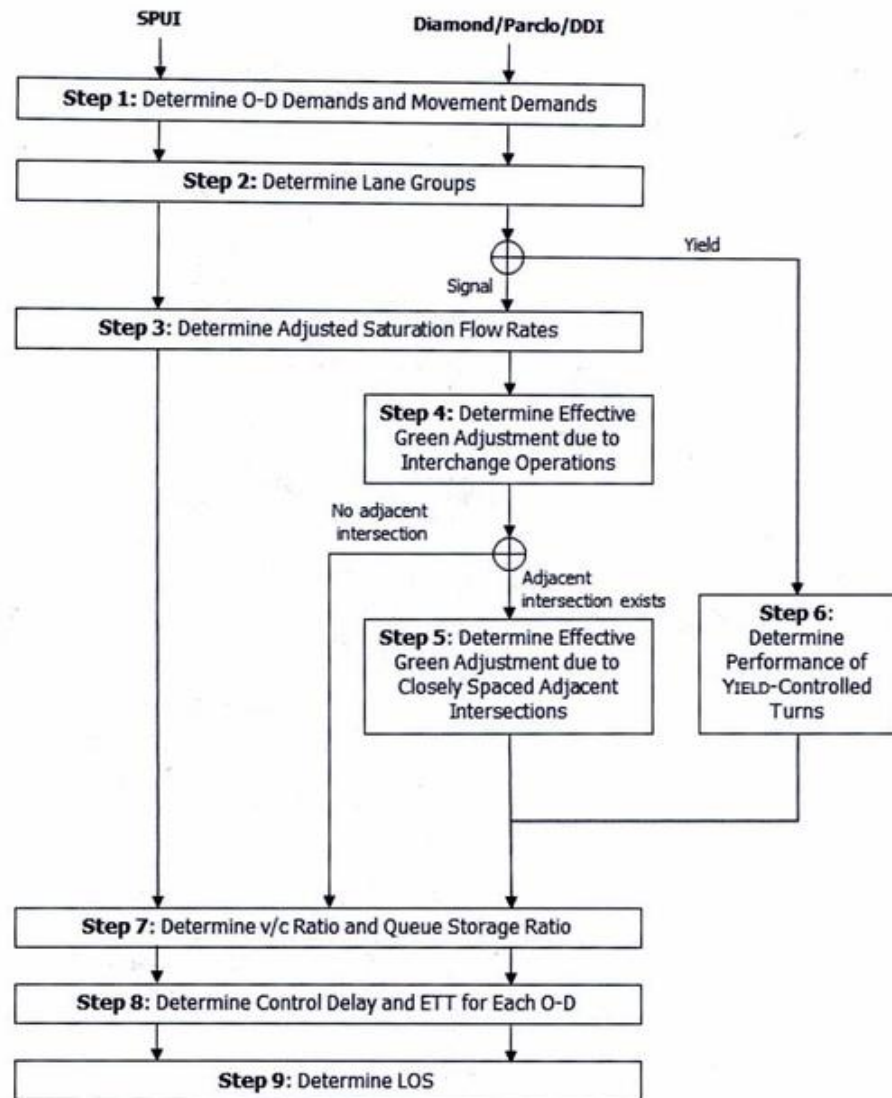 SPUI
Diamond/Parclo/DDI
Step 1: Determine O-D Demands and Movement Demands
Step 2: Determine Lane Groups
Yield
Signal
Step 3: Determine Adjusted Saturation Flow Rates
Step 4: Determine Effective
Green Adjustment due to
Interchange Operations
No adjacent
intersection
Adjacent
intersection exists
Step 5: Determine Effective
Green Adjustment due to
Closely Spaced Adjacent
Intersections
Step 6:
Determine
Performance of
YIELD-Controlled
Turns
Step 7: Determine v/c Ratio and Queue Storage Ratio
Step 8: Determine Control Delay and ETT for Each O-D
Step 9: Determine LOS